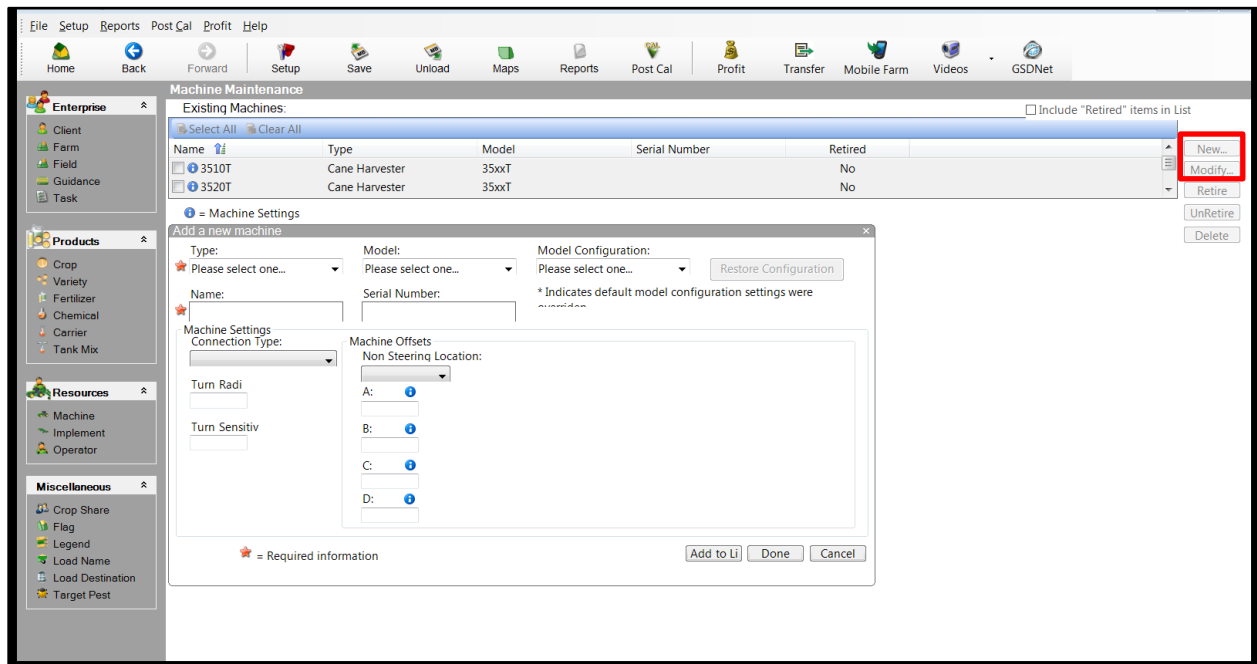 File Setup Reports Post Cal Profit Help
Home Back Forward Setup Save Unload Maps Reports Post Cal Profit Transfer Mobile Farm Videos GSDNet
Machine Maintenance
Enterprise
Client
Farm
Field
Guidance
Task
Products
Crop
Variety
Fertilizer
Chemical
Carrier
Tank Mix
Resources
Machine
Implement
Operator
Miscellaneous
Crop Share
Flag
Legend
Load Name
Load Destination
Target Pest
Existing Machines:
Include "Retired" items in List
Select All Clear All
Name Type Model Serial Number Retired
3510T Cane Harvester 35xxT No
3520T Cane Harvester 35xxT No
New...
Modify...
Retire
UnRetire
Delete
= Machine Settings
Add a new machine
Type: Model: Model Configuration:
Please select one... Please select one... Please select one... Restore Configuration
Name: Serial Number: * Indicates default model configuration settings were
Machine Settings
Connection Type:
Turn Radi
Turn Sensitiv
Machine Offsets
Non Steering Location:
A:
B:
C:
D:
= Required information
Add to Li Done Cancel